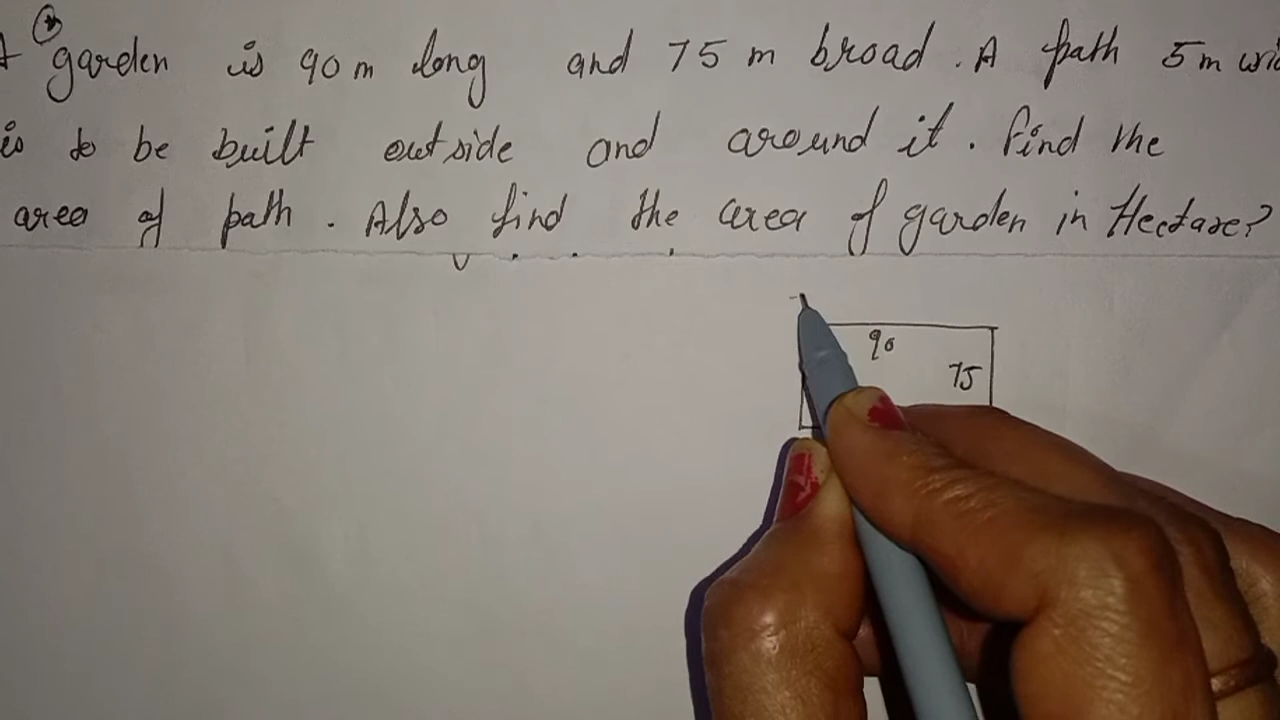 garden is 90 m long and 75 m broad. A path 5 m
is to be built outside and around it. Find the
area of path. Also find the area of garden in Hectare?
90
75